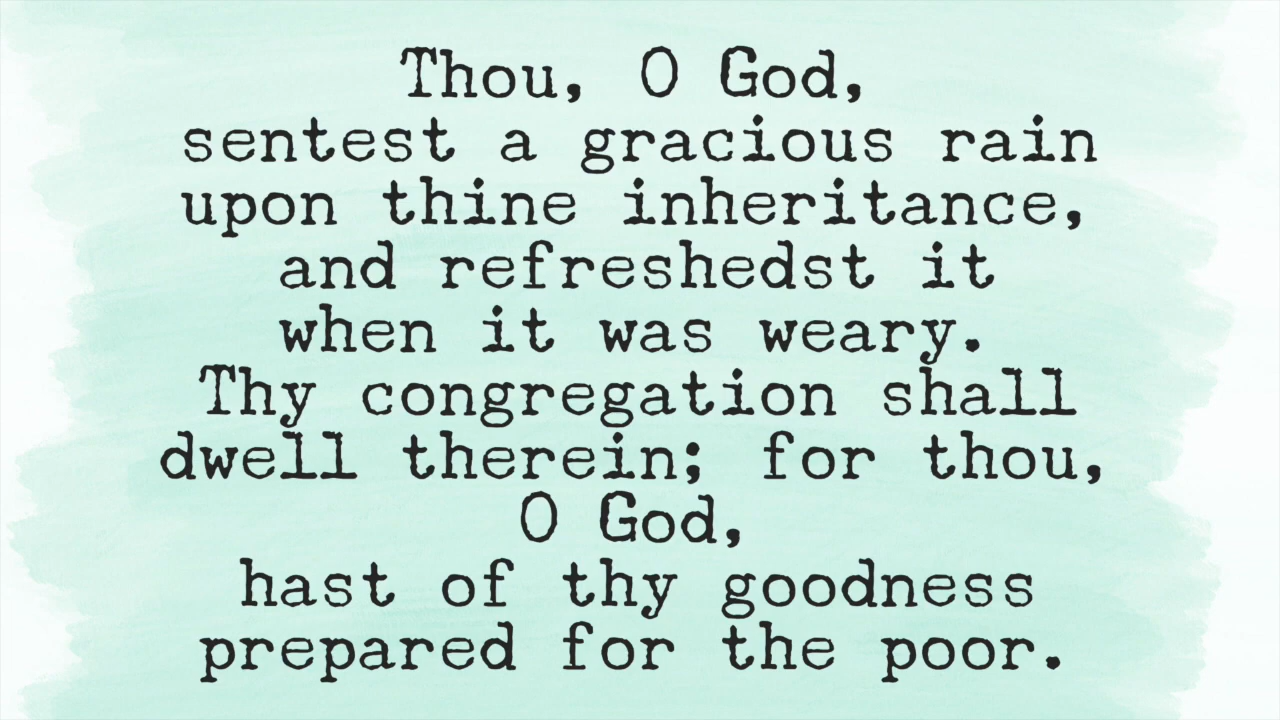 Thou, O God,
sentest a gracious rain
upon thine inheritance,
and refreshedst it
when it was weary.
Thy congregation shall
dwell therein; for thou,
O God,
hast of thy goodness
prepared for the poor.